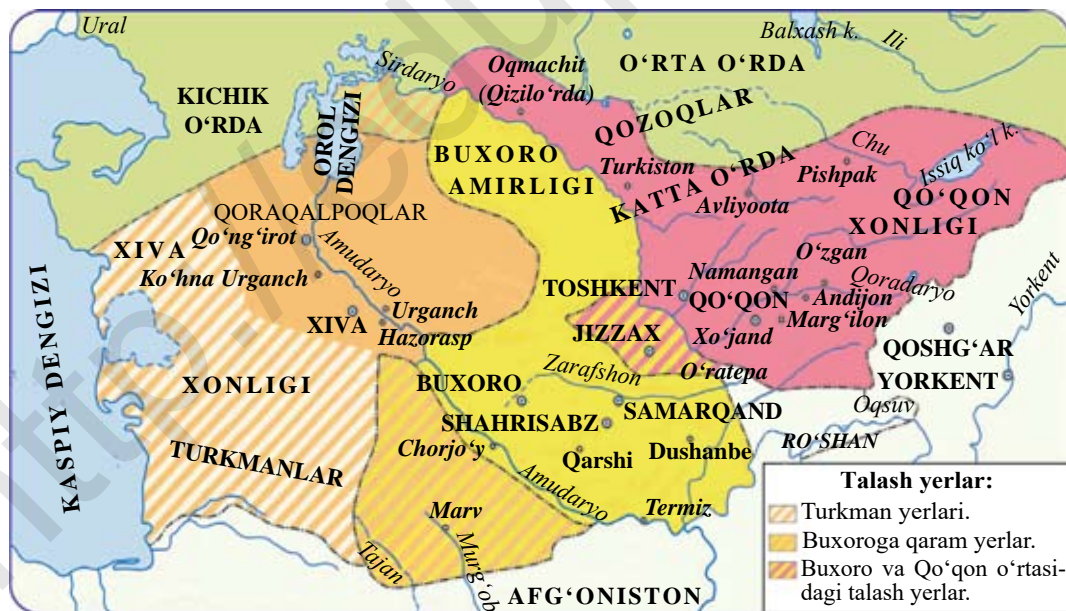 Ural
Balxash k.
Ili
Sirdaryo
Oqmachit
(Qizilo‘rda)
O‘RTA O‘RDA
KICHIK
O‘RDA
OROL
DENGIZI
QOZOQLAR
BUXORO
AMIRLIGI
Turkiston
KATTA O‘RDA
Chu
Pishpak
Issiq ko‘l k.
Avliyoota
QO‘QON
XONLIGI
QORAQALPOQLAR
XIVA
Qo‘ng‘irot
Amudaryo
Ko‘hna Urganch
O‘zgan
Namangan
Qoradaryo
TOSHKENT
QO‘QON
Andijon
Marg‘ilon
Yorkent
Urganch
XIVA
Hazorasp
JIZZAX
Xo‘jand
QOSHG‘AR
KASPIY DENGIZI
XONLIGI
BUXORO
Zarafshon
O‘ratepa
YORKENT
SHAHRISABZ
SAMARQAND
Oqsuv
Chorjo‘y
Qarshi
Dushanbe
RO‘SHAN
TURKMANLAR
Amudaryo
Termiz
Marv
Tajan
Murg‘ob
AFG‘ONISTON
Talash yerlar:
Turkman yerlari.
Buxoroga qaram yerlar.
Buxoro va Qo‘qon o‘rtasi-
dagi talash yerlar.